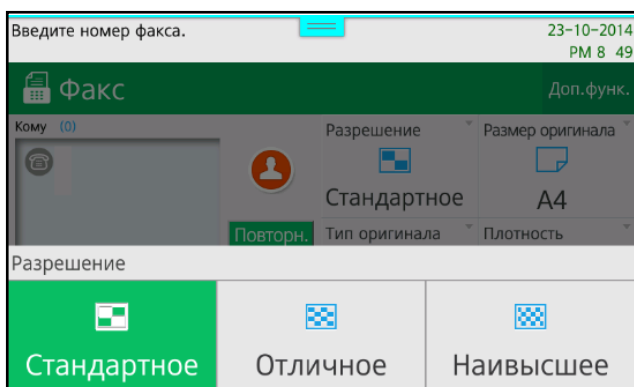 Введите номер факса.
23-10-2014
PM 8 49
Факс
Доп.функ.
Кому (0)
Разрешение
Размер оригинала
Стандартное
A4
Повторн.
Тип оригинала
Плотность
Разрешение
Стандартное
Отличное
Наивысшее